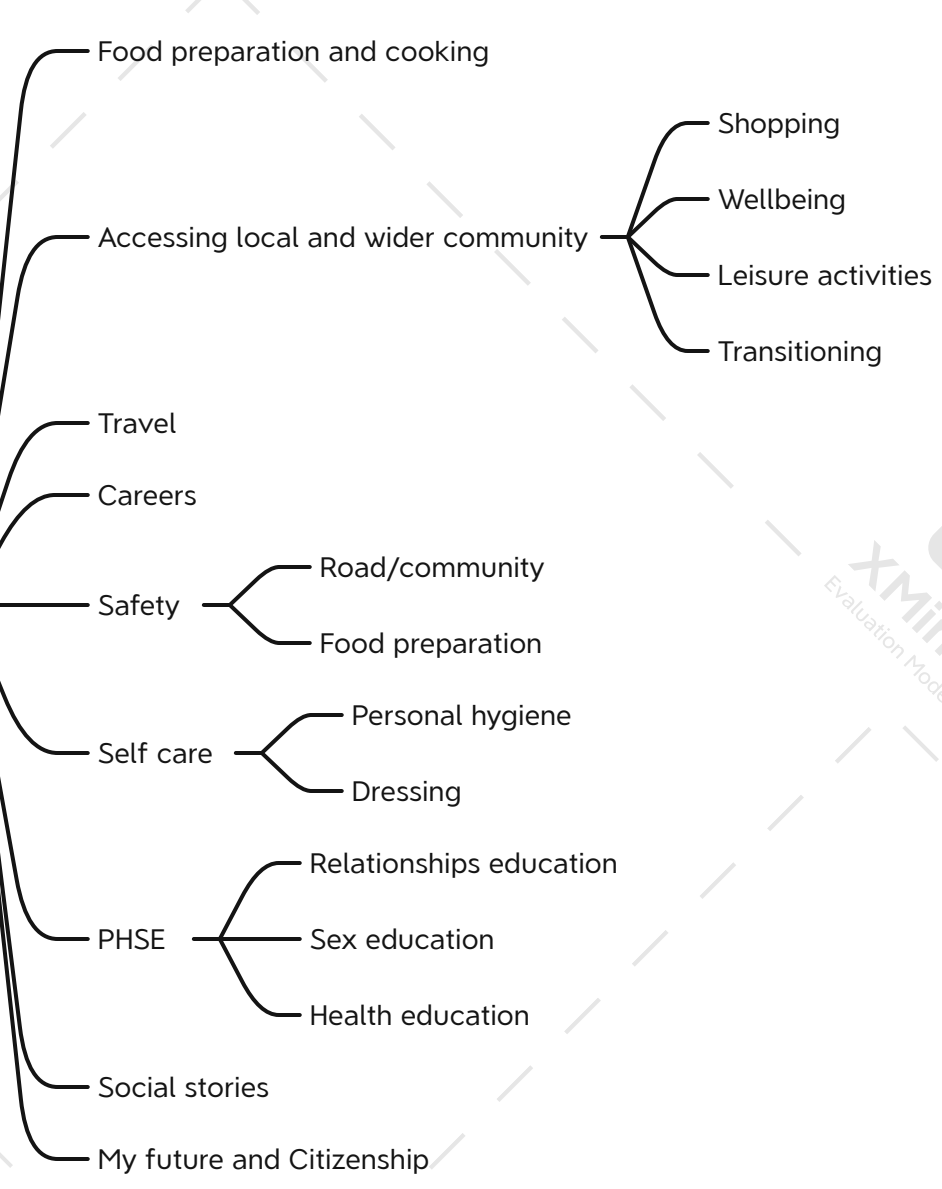 Food preparation and cooking
Accessing local and wider community
Shopping
Wellbeing
Leisure activities
Transitioning
Travel
Careers
Safety
Road/community
Food preparation
Self care
Personal hygiene
Dressing
PHSE
Relationships education
Sex education
Health education
Social stories
My future and Citizenship
Evaluation